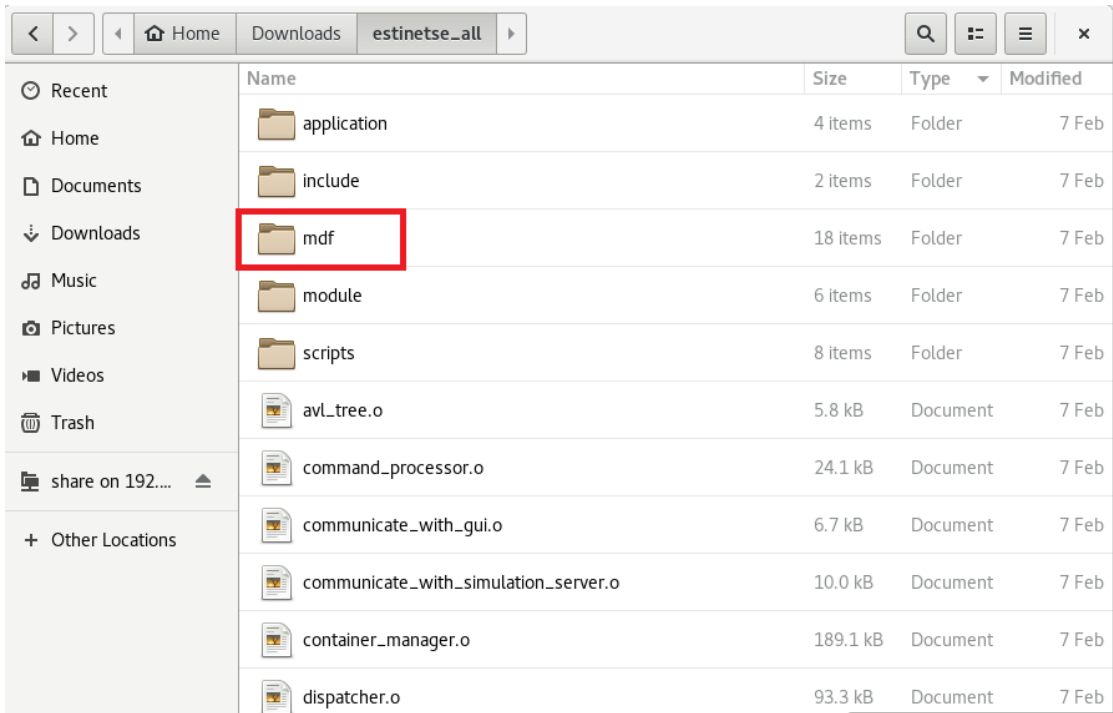 Home Downloads estinetse_all
Name Size Type Modified
Recent
Home
Documents
Downloads
Music
Pictures
Videos
Trash
share on 192....
Other Locations
application 4 items Folder 7 Feb
include 2 items Folder 7 Feb
mdf 18 items Folder 7 Feb
module 6 items Folder 7 Feb
scripts 8 items Folder 7 Feb
avl_tree.o 5.8 kB Document 7 Feb
command_processor.o 24.1 kB Document 7 Feb
communicate_with_gui.o 6.7 kB Document 7 Feb
communicate_with_simulation_server.o 10.0 kB Document 7 Feb
container_manager.o 189.1 kB Document 7 Feb
dispatcher.o 93.3 kB Document 7 Feb